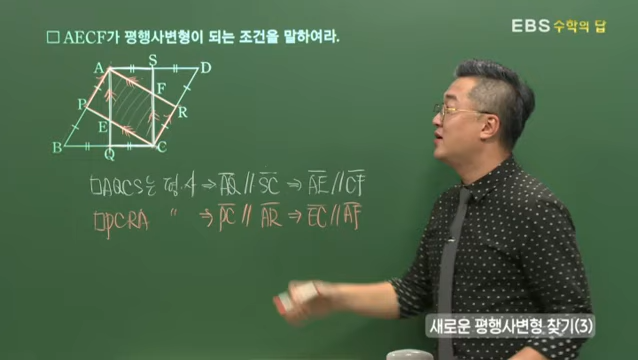 EBS 수학의 답
□ AECF가 평행사변형이 되는 조건을 말하여라.
A S D
F
P R
E
B Q C
□AQCS는 평.사 ⇒ AQ // SC ⇒ AE // CF
□PCRA 〃 ⇒ PC // AR ⇒ EC // AF
새로운 평행사변형 찾기(3)